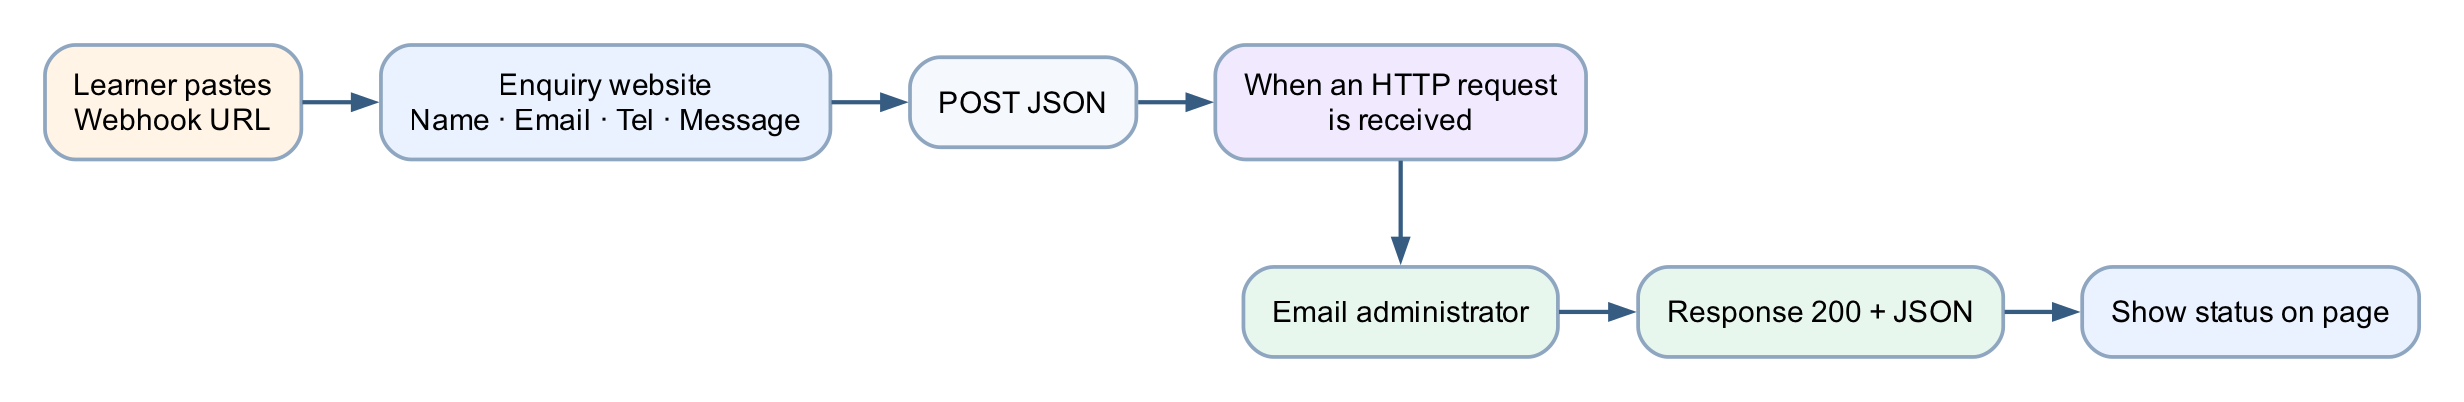 Learner pastes
Webhook URL
Enquiry website
Name · Email · Tel · Message
POST JSON
When an HTTP request
is received
Email administrator
Response 200 + JSON
Show status on page